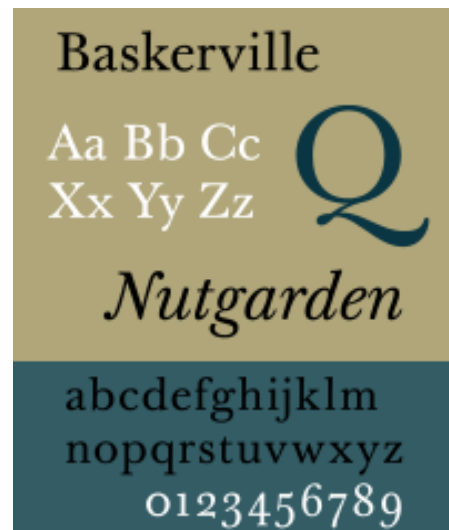 Baskerville
Aa Bb Cc
Xx Yy Zz
Q
Nutgarden
abcdefghijklm
nopqrstuvwxyz
0123456789